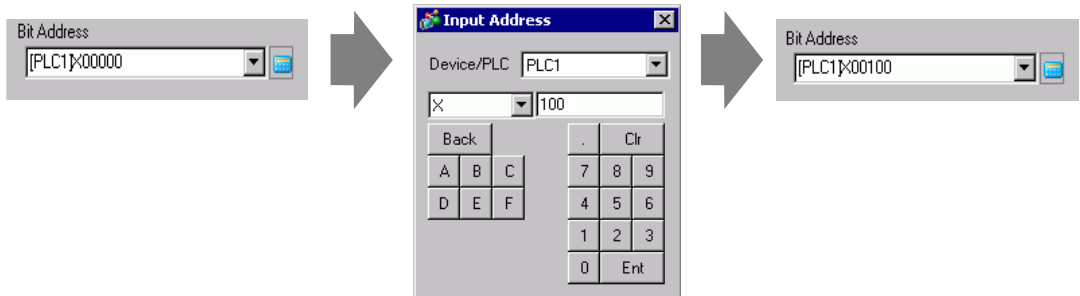 Bit Address
[PLC1]X00000
Input Address
Device/PLC PLC1
X 100
Back . Clr
A B C 7 8 9
D E F 4 5 6
1 2 3
0 Ent
Bit Address
[PLC1]X00100